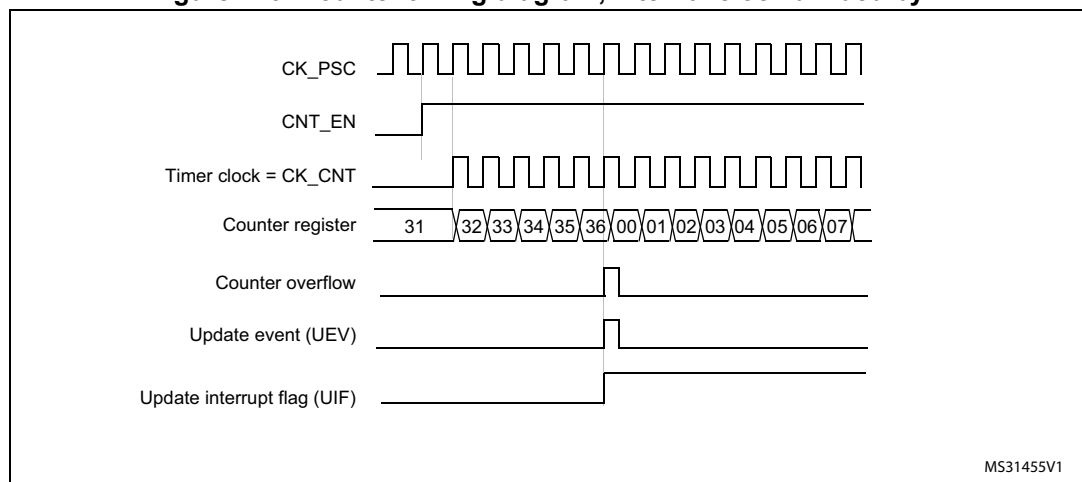 CK_PSC
CNT_EN
Timer clock = CK_CNT
Counter register 31 32 33 34 35 36 00 01 02 03 04 05 06 07
Counter overflow
Update event (UEV)
Update interrupt flag (UIF)
MS31455V1